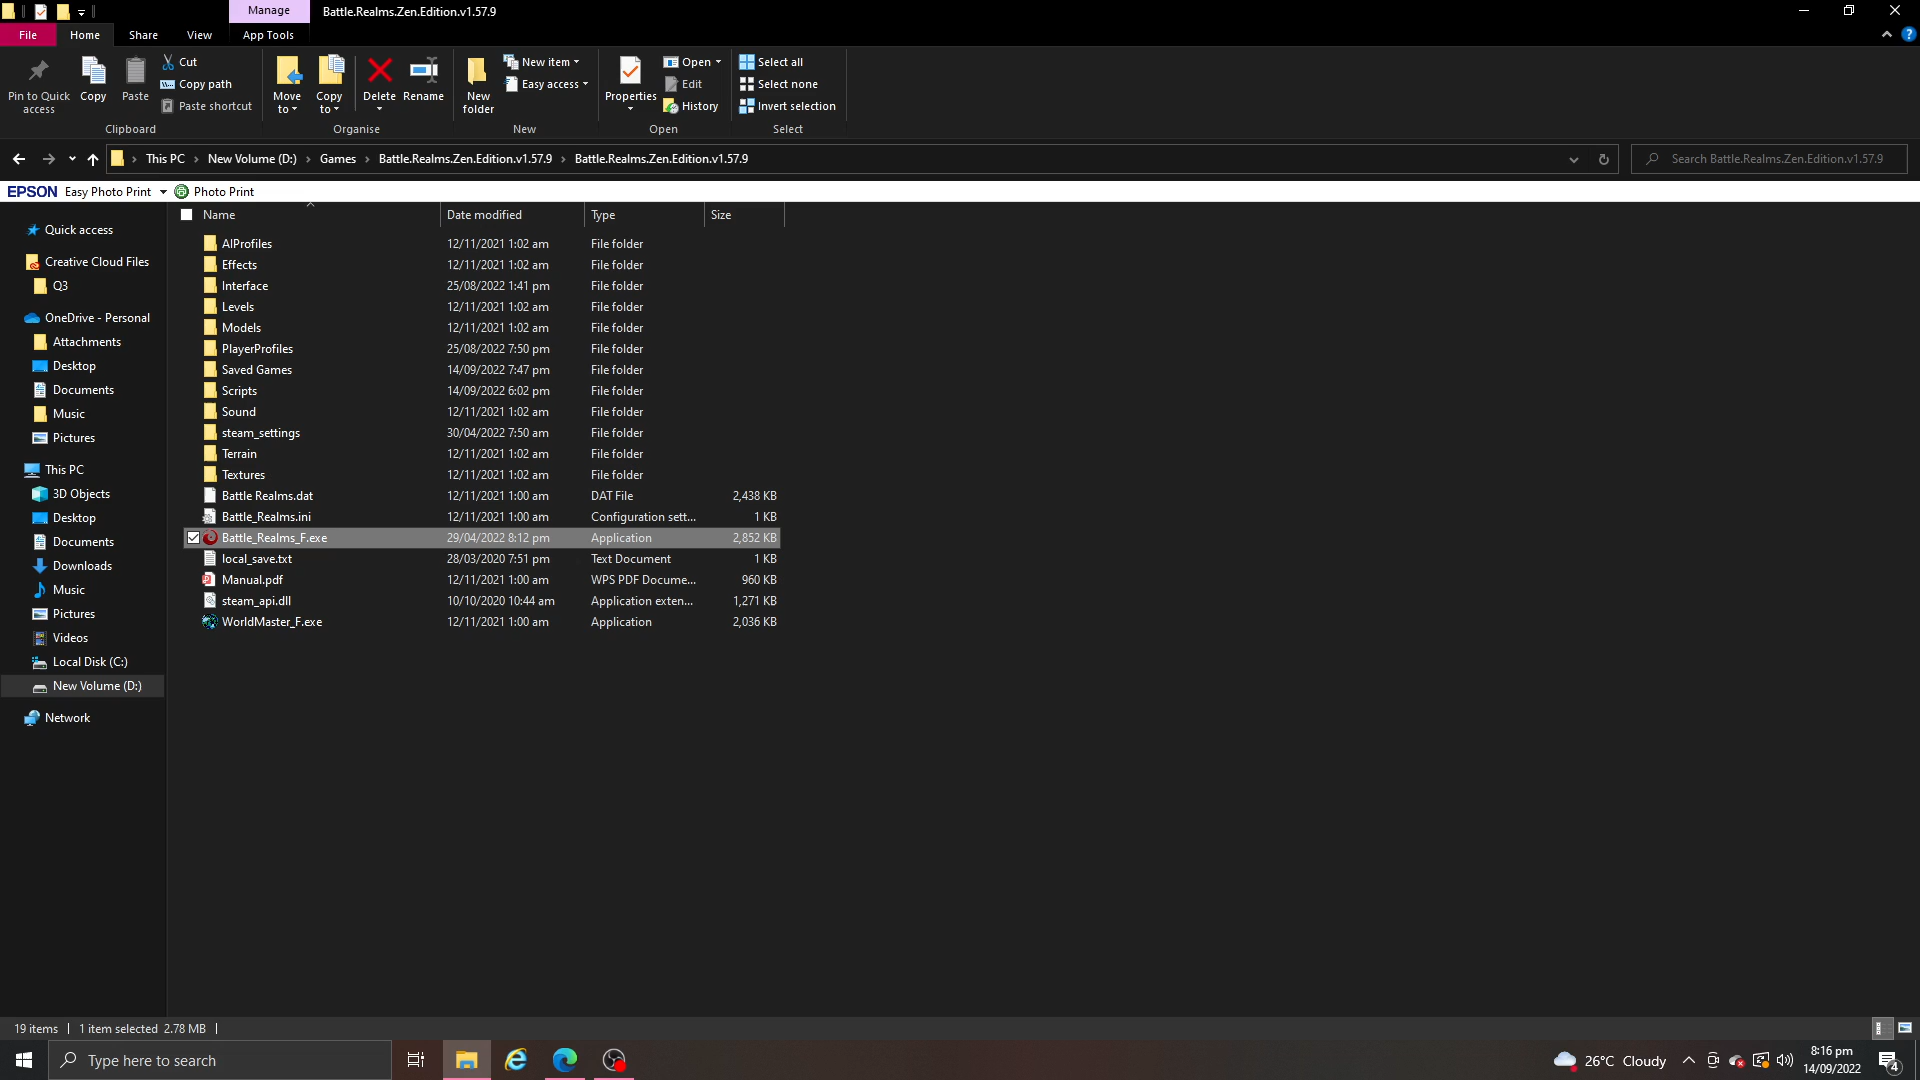 Manage
Battle.Realms.Zen.Edition.v1.57.9
File
Home
Share
View
App Tools
Pin to Quick access
Copy
Paste
Cut
Copy path
Paste shortcut
Clipboard
Move to
Copy to
Delete
Rename
Organise
New folder
New item
Easy access
New
Properties
Open
Edit
History
Open
Select all
Select none
Invert selection
Select
This PC > New Volume (D:) > Games > Battle.Realms.Zen.Edition.v1.57.9 > Battle.Realms.Zen.Edition.v1.57.9
Search Battle.Realms.Zen.Edition.v1.57.9
EPSON Easy Photo Print Photo Print
Quick access
Creative Cloud Files
Q3
OneDrive - Personal
Attachments
Desktop
Documents
Music
Pictures
This PC
3D Objects
Desktop
Documents
Downloads
Music
Pictures
Videos
Local Disk (C:)
New Volume (D:)
Network
Name Date modified Type Size
AIProfiles 12/11/2021 1:02 am File folder
Effects 12/11/2021 1:02 am File folder
Interface 25/08/2022 1:41 pm File folder
Levels 12/11/2021 1:02 am File folder
Models 12/11/2021 1:02 am File folder
PlayerProfiles 25/08/2022 7:50 pm File folder
Saved Games 14/09/2022 7:47 pm File folder
Scripts 14/09/2022 6:02 pm File folder
Sound 12/11/2021 1:02 am File folder
steam_settings 30/04/2022 7:50 am File folder
Terrain 12/11/2021 1:02 am File folder
Textures 12/11/2021 1:02 am File folder
Battle Realms.dat 12/11/2021 1:00 am DAT File 2,438 KB
Battle_Realms.ini 12/11/2021 1:00 am Configuration sett... 1 KB
Battle_Realms_F.exe 29/04/2022 8:12 pm Application 2,852 KB
local_save.txt 28/03/2020 7:51 pm Text Document 1 KB
Manual.pdf 12/11/2021 1:00 am WPS PDF Docume... 960 KB
steam_api.dll 10/10/2020 10:44 am Application exten... 1,271 KB
WorldMaster_F.exe 12/11/2021 1:00 am Application 2,036 KB
19 items 1 item selected 2.78 MB
Type here to search
26°C Cloudy
8:16 pm
14/09/2022
4